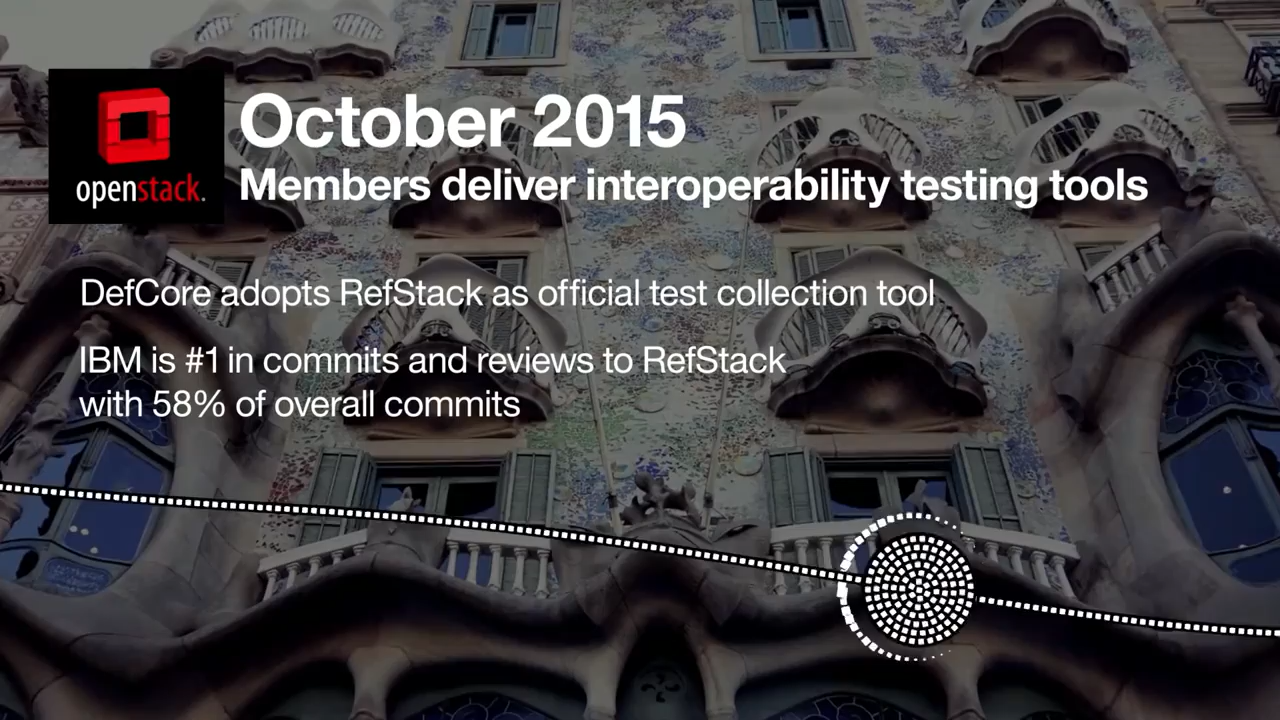 October 2015
Members deliver interoperability testing tools
openstack.
DefCore adopts RefStack as official test collection tool
IBM is #1 in commits and reviews to RefStack
with 58% of overall commits